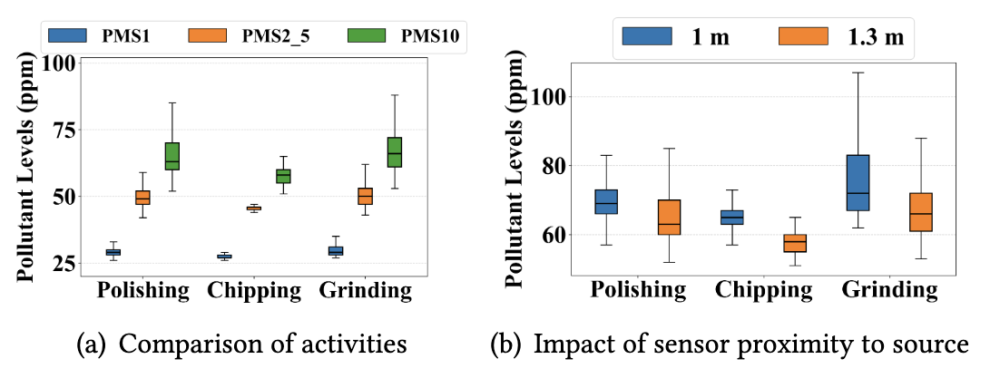 PMS1 PMS2_5 PMS10
Pollutant Levels (ppm)
100
75
50
25
Polishing Chipping Grinding
(a) Comparison of activities
1 m 1.3 m
Pollutant Levels (ppm)
100
80
60
Polishing Chipping Grinding
(b) Impact of sensor proximity to source